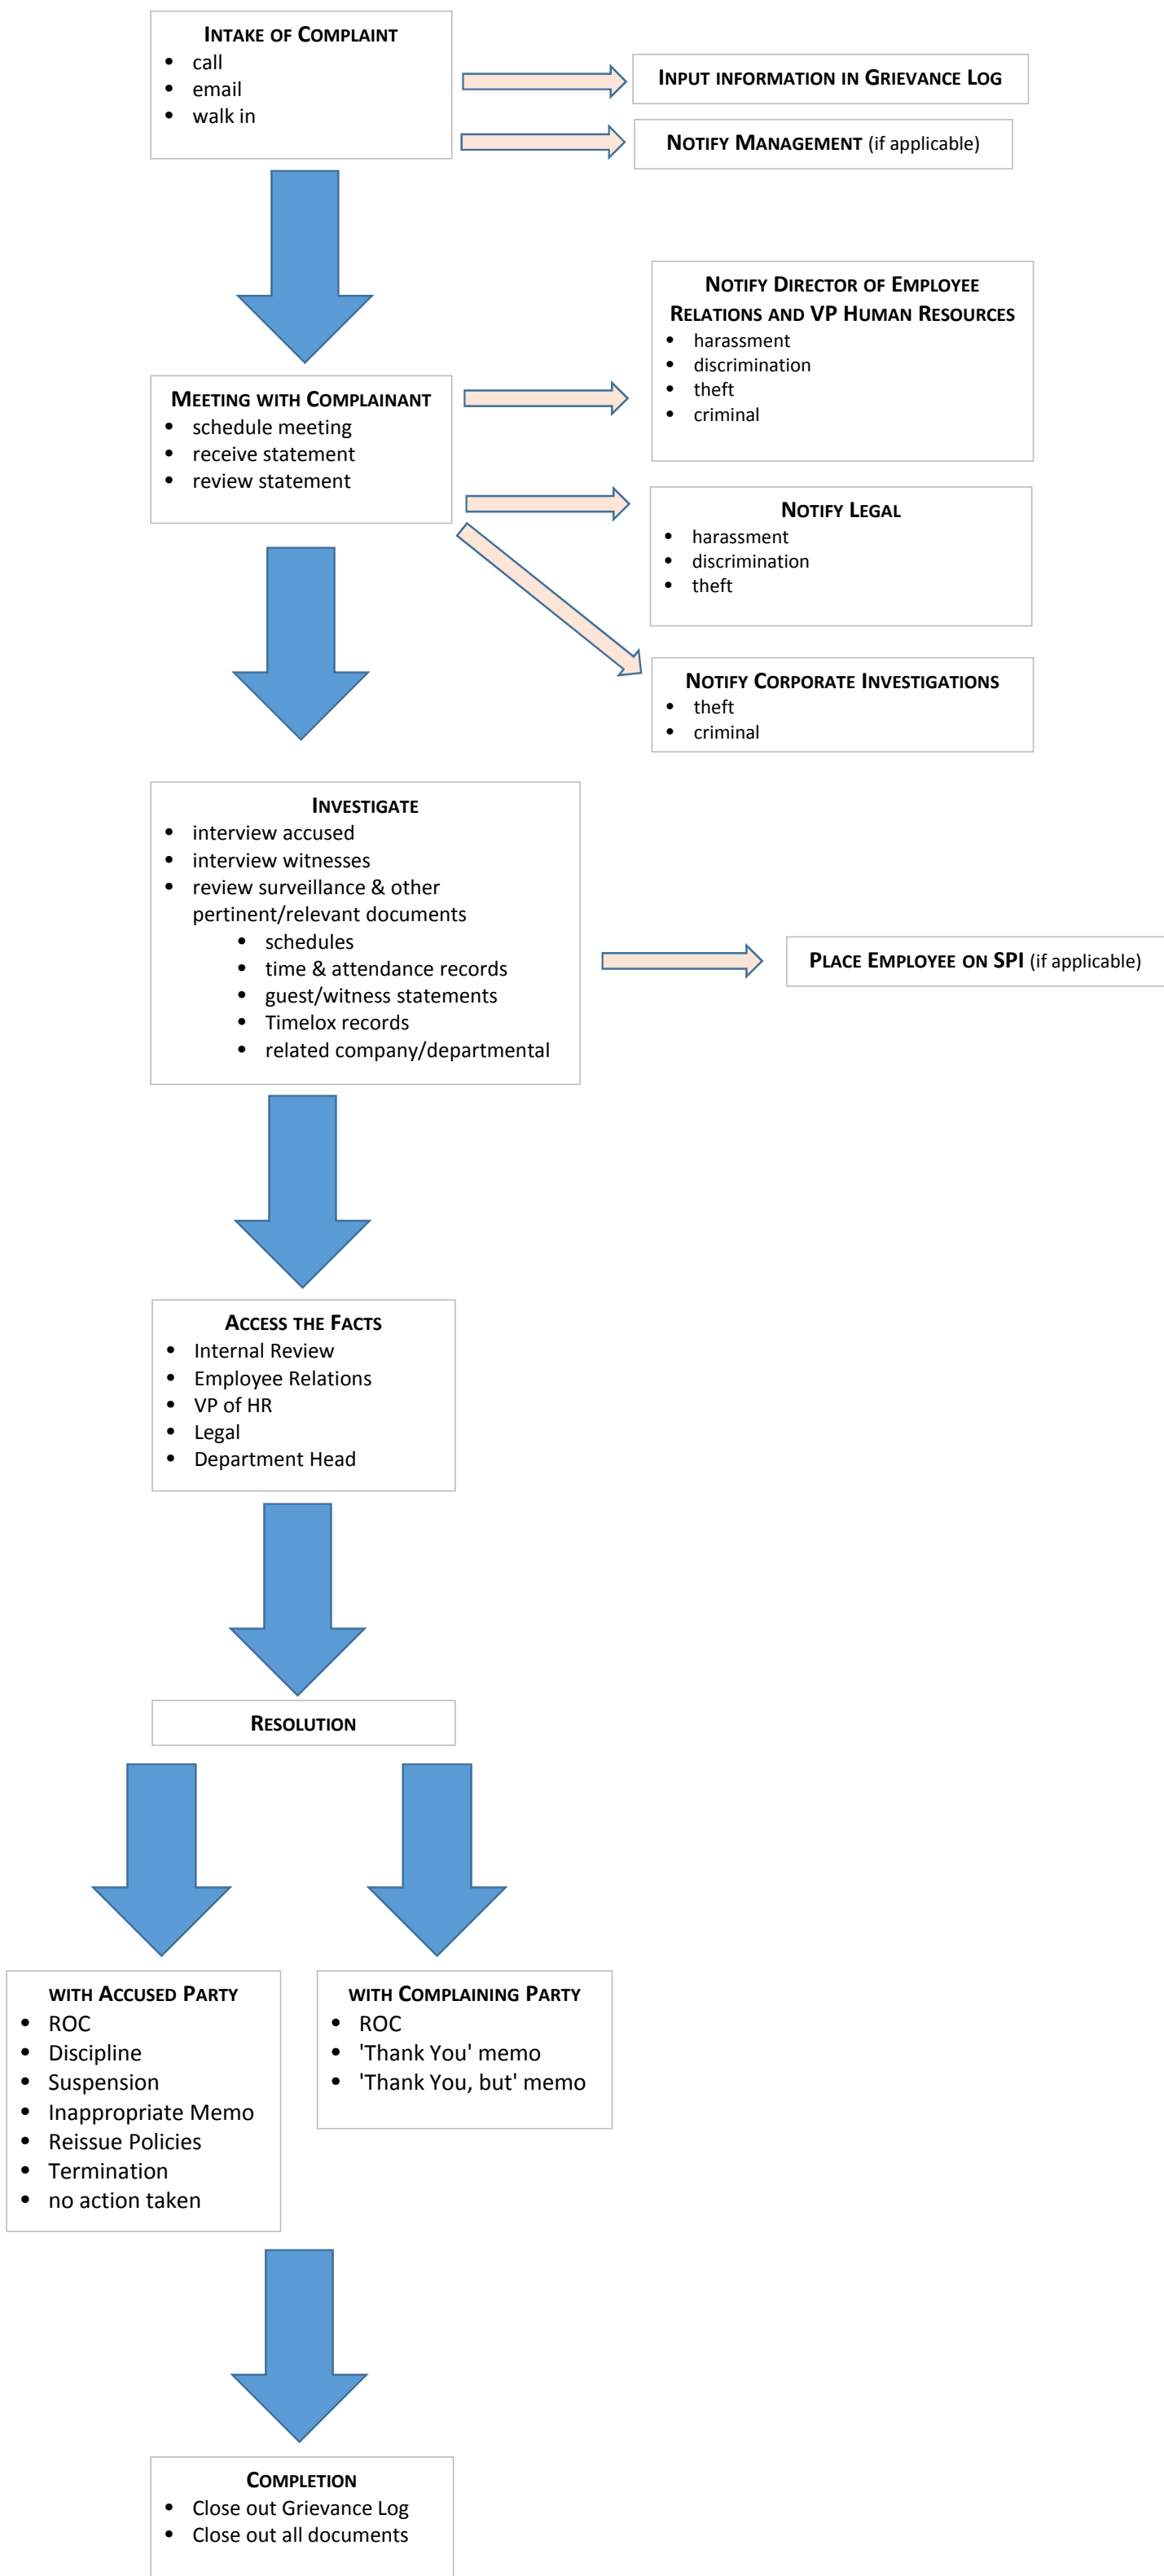 INTAKE OF COMPLAINT
• call
• email
• walk in
INPUT INFORMATION IN GRIEVANCE LOG
NOTIFY MANAGEMENT (if applicable)
MEETING WITH COMPLAINANT
• schedule meeting
• receive statement
• review statement
NOTIFY DIRECTOR OF EMPLOYEE
RELATIONS AND VP HUMAN RESOURCES
• harassment
• discrimination
• theft
• criminal
NOTIFY LEGAL
• harassment
• discrimination
• theft
NOTIFY CORPORATE INVESTIGATIONS
• theft
• criminal
INVESTIGATE
• interview accused
• interview witnesses
• review surveillance & other
pertinent/relevant documents
• schedules
• time & attendance records
• guest/witness statements
• Timelox records
• related company/departmental
PLACE EMPLOYEE ON SPI (if applicable)
ACCESS THE FACTS
• Internal Review
• Employee Relations
• VP of HR
• Legal
• Department Head
RESOLUTION
WITH ACCUSED PARTY
• ROC
• Discipline
• Suspension
• Inappropriate Memo
• Reissue Policies
• Termination
• no action taken
WITH COMPLAINING PARTY
• ROC
• 'Thank You' memo
• 'Thank You, but' memo
COMPLETION
• Close out Grievance Log
• Close out all documents